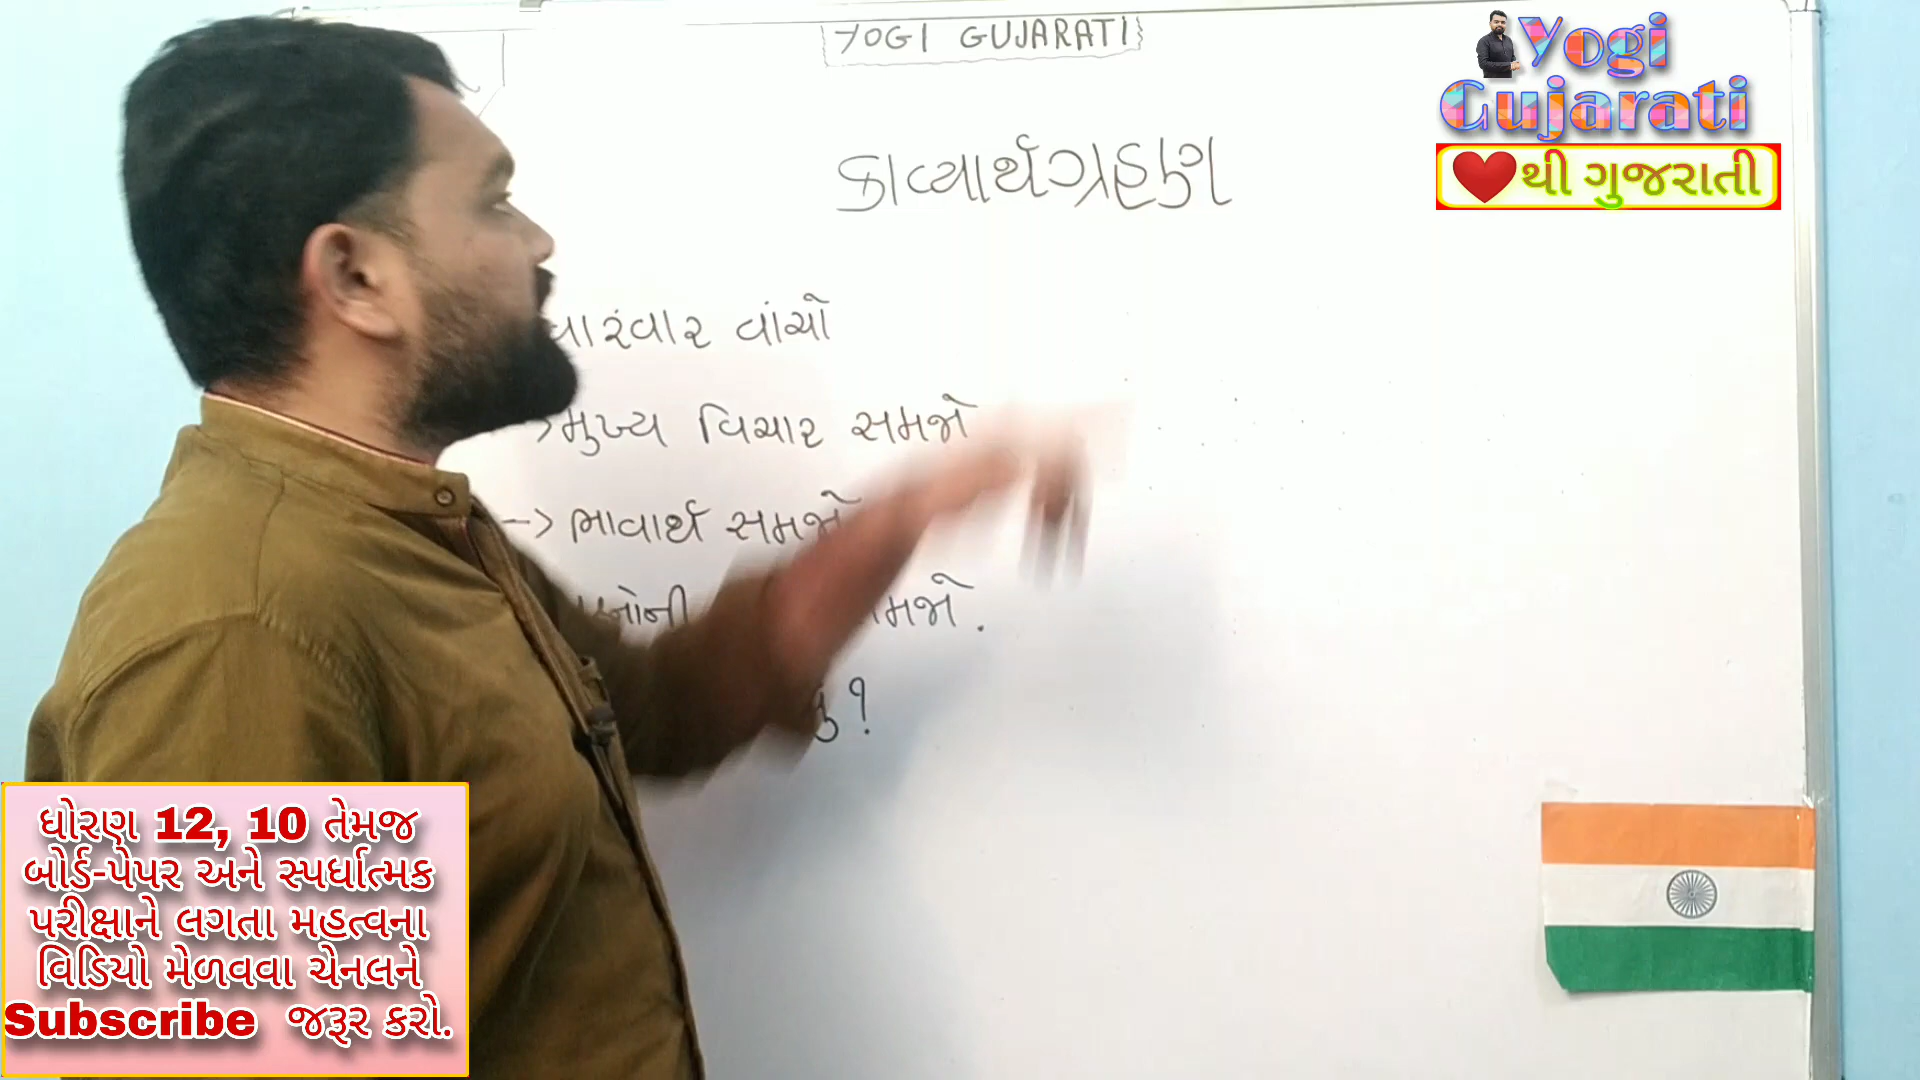 YOGI GUJARATI
Yogi
Gujarati
થી ગુજરાતી
કાવ્યાર્થગ્રહણ
વારંવાર વાંચો
→ મુખ્ય વિચાર સમજો
→ ભાવાર્થ સમજો
સમજો.
?
ધોરણ 12, 10 તેમજ
બોર્ડ-પેપર અને સ્પર્ધાત્મક
પરીક્ષાને લગતા મહત્વના
વિડિયો મેળવવા ચેનલને
Subscribe જરૂર કરો.